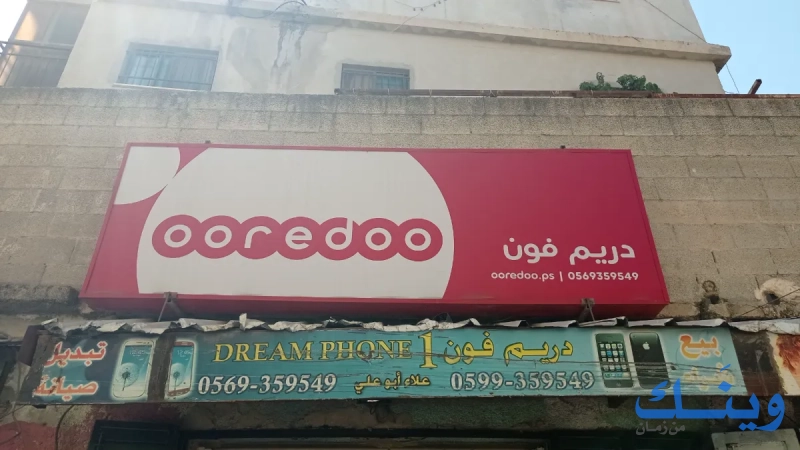 ooredoo
دريم فون
ooredoo.ps | 0569359549
تبديل
صيانة
DREAM PHONE 1 دريم فون
0569-359549 علاء أبو علي 0599-359549
بيع
وينك
من زمان